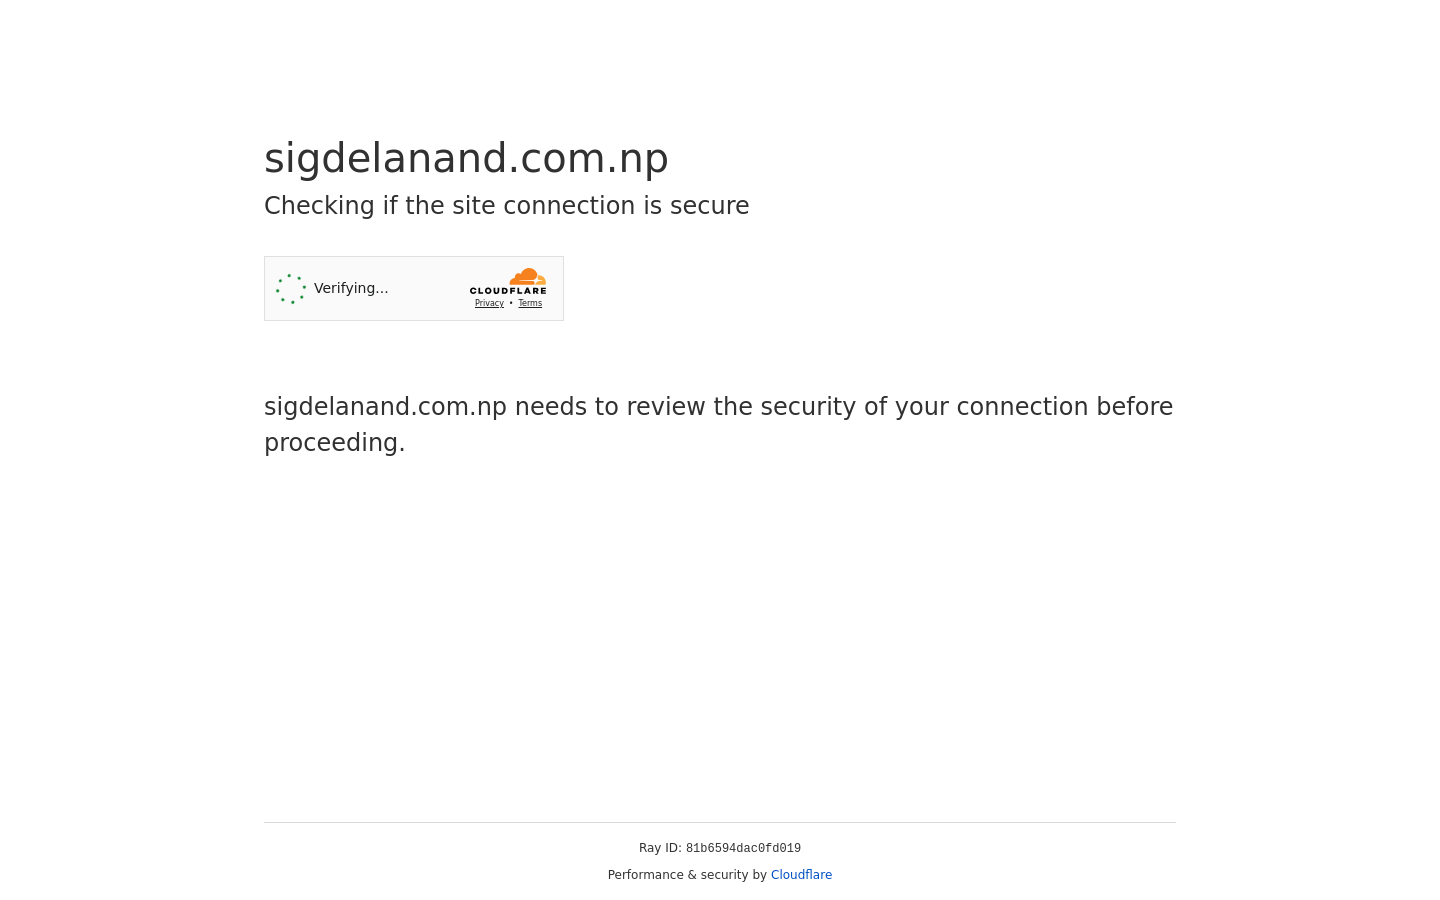 sigdelanand.com.np
Checking if the site connection is secure
Verifying...
CLOUDFLARE
Privacy • Terms
sigdelanand.com.np needs to review the security of your connection before
proceeding.
Ray ID: 81b6594dac0fd019
Performance & security by Cloudflare